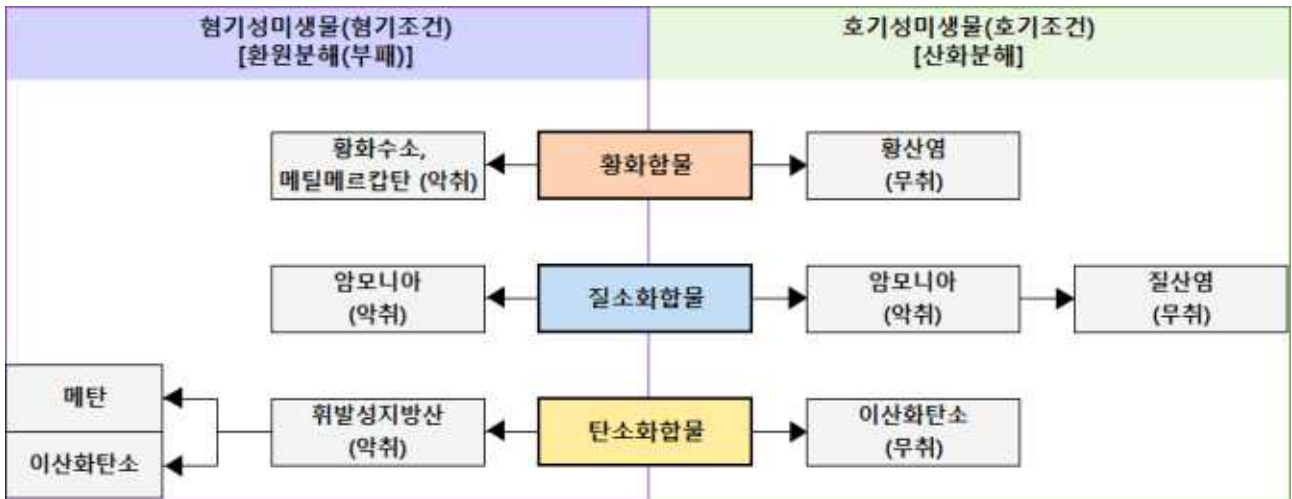 혐기성미생물(혐기조건)
[환원분해(부패)]
호기성미생물(호기조건)
[산화분해]
황화수소,
메틸메르캅탄 (악취)
황화합물
황산염
(무취)
암모니아
(악취)
질소화합물
암모니아
(악취)
질산염
(무취)
메탄
이산화탄소
휘발성지방산
(악취)
탄소화합물
이산화탄소
(무취)